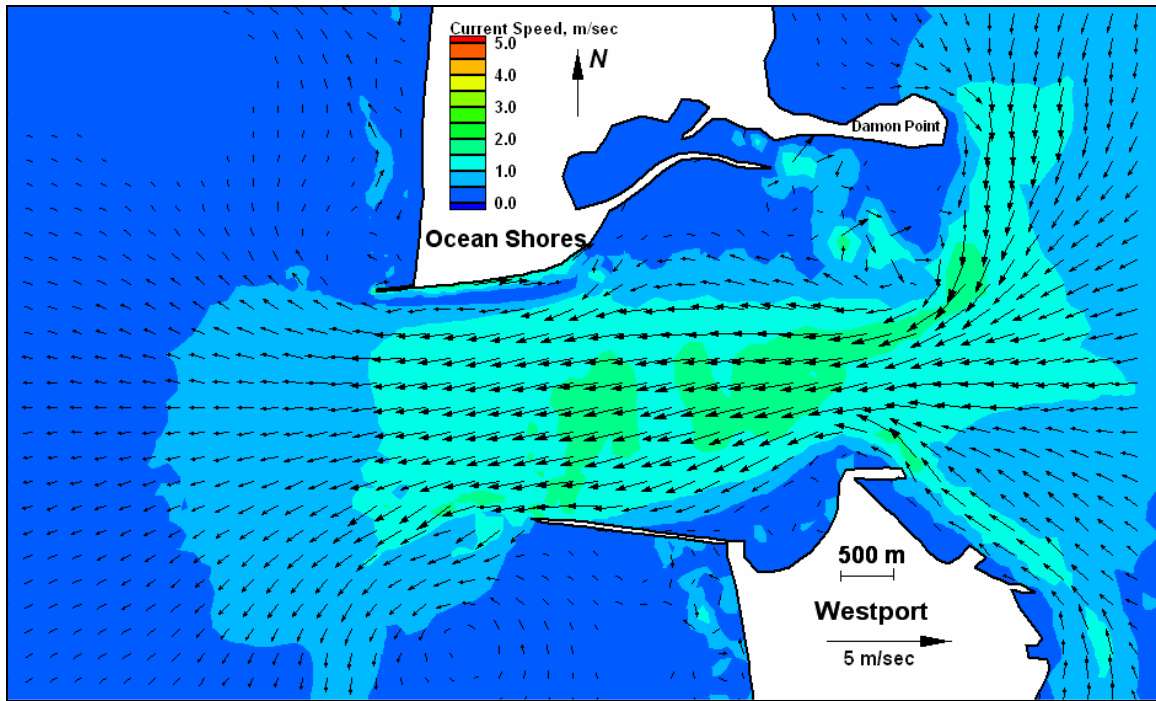 Current Speed, m/sec
5.0
4.0
3.0
2.0
1.0
0.0
N
Damon Point
Ocean Shores
500 m
Westport
5 m/sec